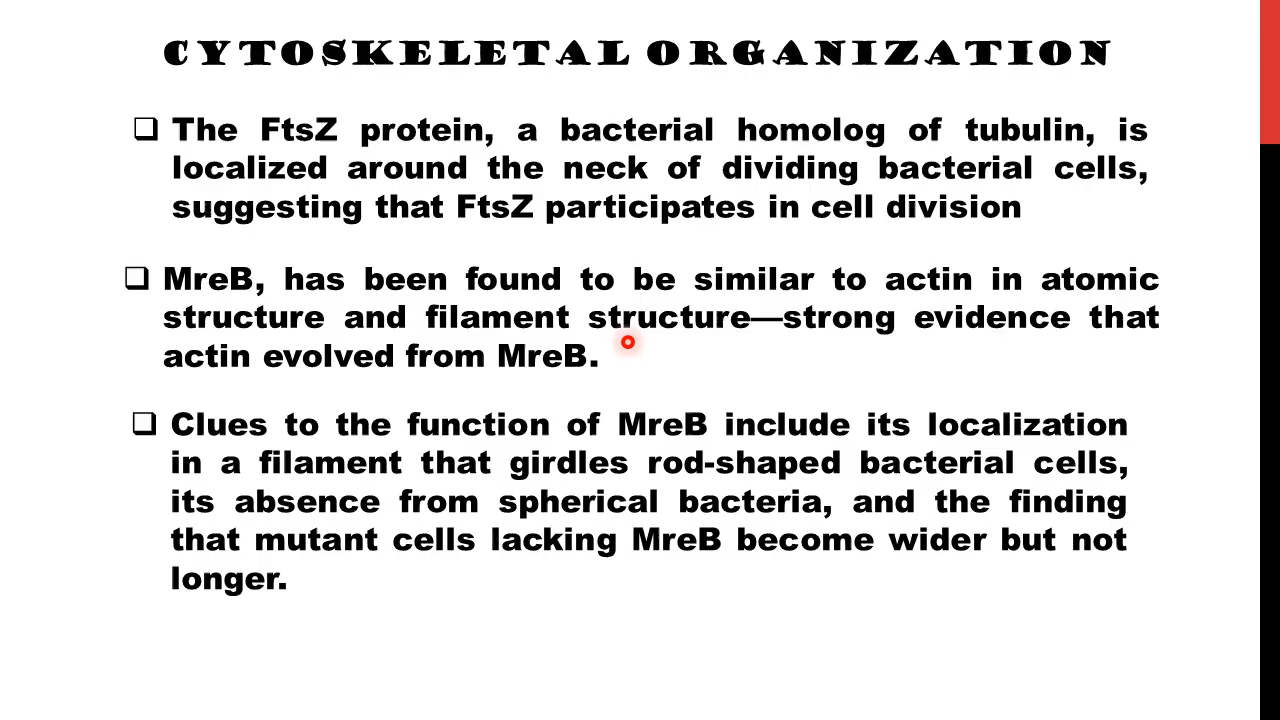 CYTOSKELETAL ORGANIZATION
❑ The FtsZ protein, a bacterial homolog of tubulin, is
localized around the neck of dividing bacterial cells,
suggesting that FtsZ participates in cell division
❑ MreB, has been found to be similar to actin in atomic
structure and filament structure—strong evidence that
actin evolved from MreB.
❑ Clues to the function of MreB include its localization
in a filament that girdles rod-shaped bacterial cells,
its absence from spherical bacteria, and the finding
that mutant cells lacking MreB become wider but not
longer.